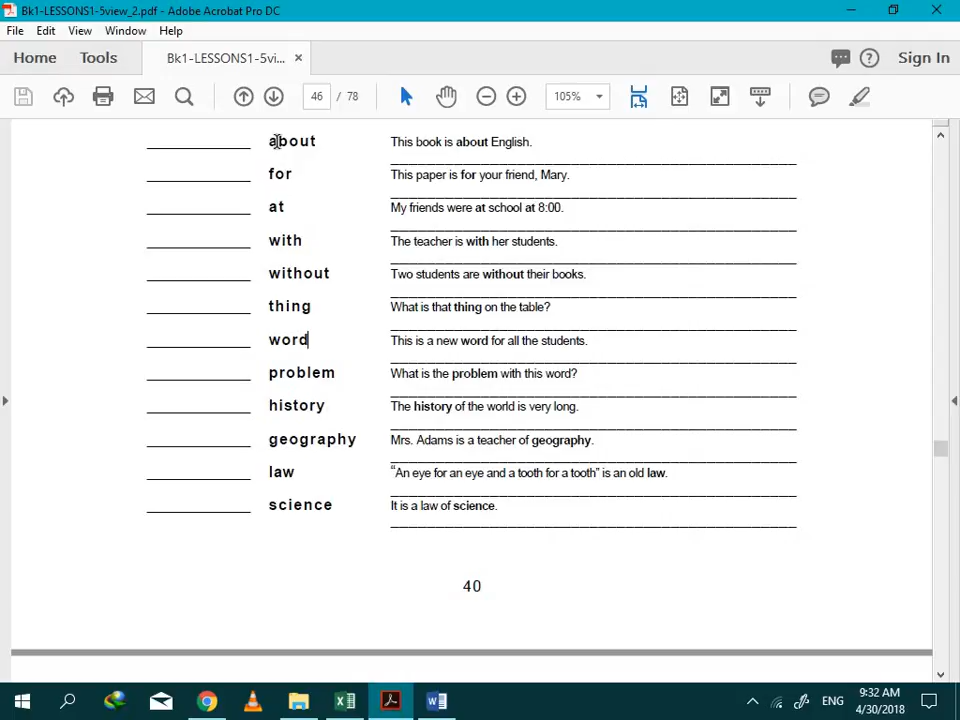 Bk1-LESSONS1-5view_2.pdf - Adobe Acrobat Pro DC
File Edit View Window Help
Home Tools Bk1-LESSONS1-5vi... × Sign In
46 / 78 105%
about This book is about English.
for This paper is for your friend, Mary.
at My friends were at school at 8:00.
with The teacher is with her students.
without Two students are without their books.
thing What is that thing on the table?
word This is a new word for all the students.
problem What is the problem with this word?
history The history of the world is very long.
geography Mrs. Adams is a teacher of geography.
law “An eye for an eye and a tooth for a tooth” is an old law.
science It is a law of science.
40
ENG 9:32 AM
4/30/2018